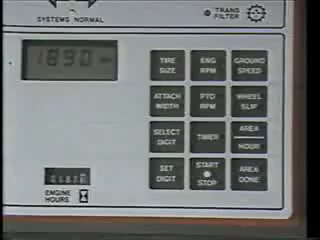 SYSTEMS NORMAL
TRANS
FILTER
1890
TIRE
SIZE
ENG
RPM
GROUND
SPEED
ATTACH
WIDTH
PTO
RPM
WHEEL
SLIP
SELECT
DIGIT
TIMER
AREA
HOUR
SET
DIGIT
START
STOP
AREA
DONE
ENGINE
HOURS